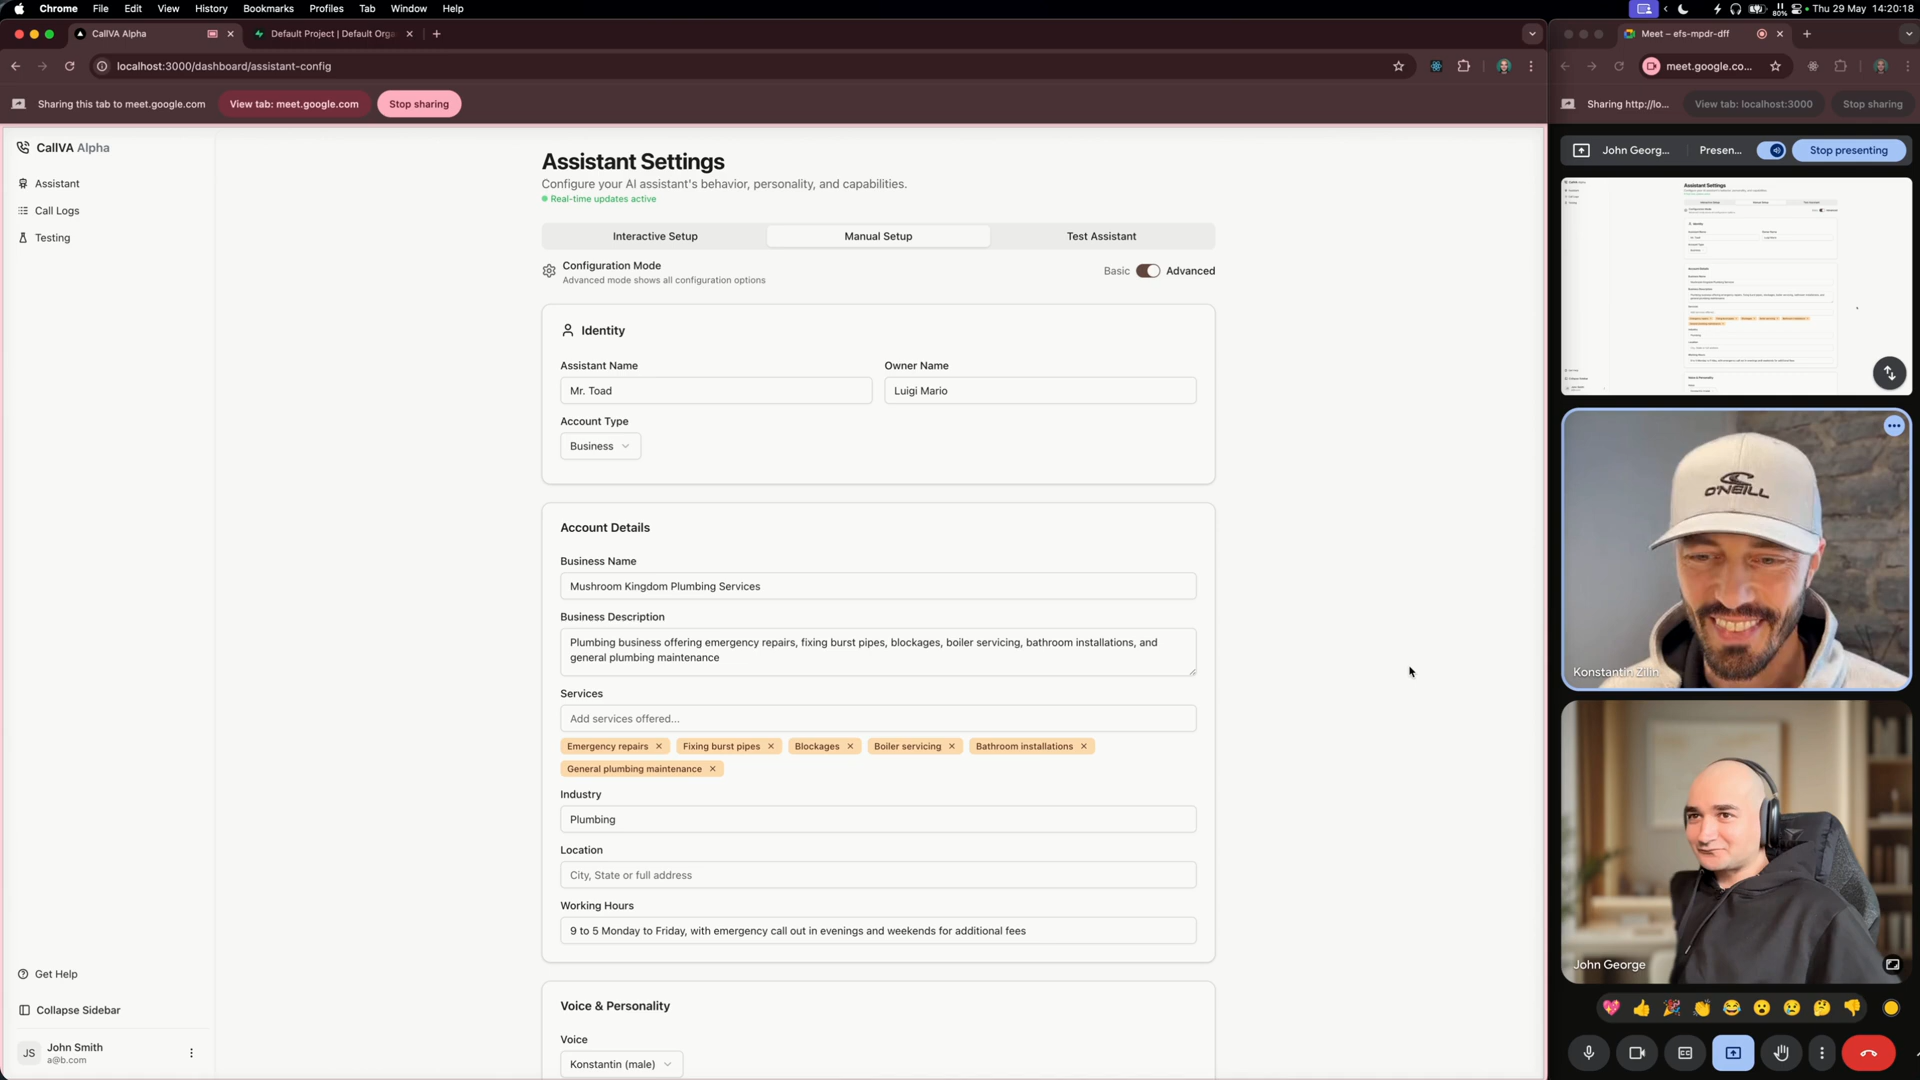 Chrome File Edit View History Bookmarks Profiles Tab Window Help
80% Thu 29 May 14:20:18
CallVA Alpha
Default Project | Default Orga
Meet – efs-mpdr-dff
localhost:3000/dashboard/assistant-config
meet.google.co...
Sharing this tab to meet.google.com
View tab: meet.google.com
Stop sharing
Sharing http://lo...
View tab: localhost:3000
Stop sharing
CallVA Alpha
Assistant
Call Logs
Testing
Get Help
Collapse Sidebar
JS
John Smith
a@b.com
Assistant Settings
Configure your AI assistant's behavior, personality, and capabilities.
Real-time updates active
Interactive Setup
Manual Setup
Test Assistant
Configuration Mode
Advanced mode shows all configuration options
Basic
Advanced
Identity
Assistant Name
Owner Name
Mr. Toad
Luigi Mario
Account Type
Business
Account Details
Business Name
Mushroom Kingdom Plumbing Services
Business Description
Plumbing business offering emergency repairs, fixing burst pipes, blockages, boiler servicing, bathroom installations, and
general plumbing maintenance
Services
Add services offered...
Emergency repairs
Fixing burst pipes
Blockages
Boiler servicing
Bathroom installations
General plumbing maintenance
Industry
Plumbing
Location
City, State or full address
Working Hours
9 to 5 Monday to Friday, with emergency call out in evenings and weekends for additional fees
Voice & Personality
Voice
Konstantin (male)
John Georg...
Presen...
Stop presenting
Assistant Settings
O'NEILL
Konstantin Zilin
John George